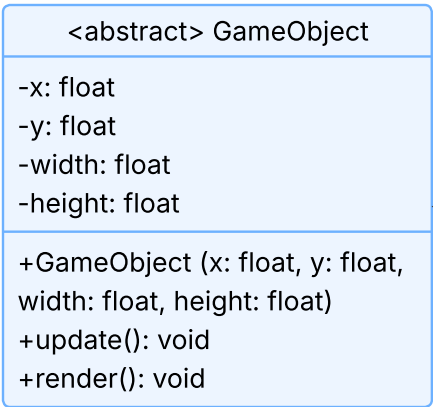 <abstract> GameObject
-x: float
-y: float
-width: float
-height: float
+GameObject (x: float, y: float,
width: float, height: float)
+update(): void
+render(): void